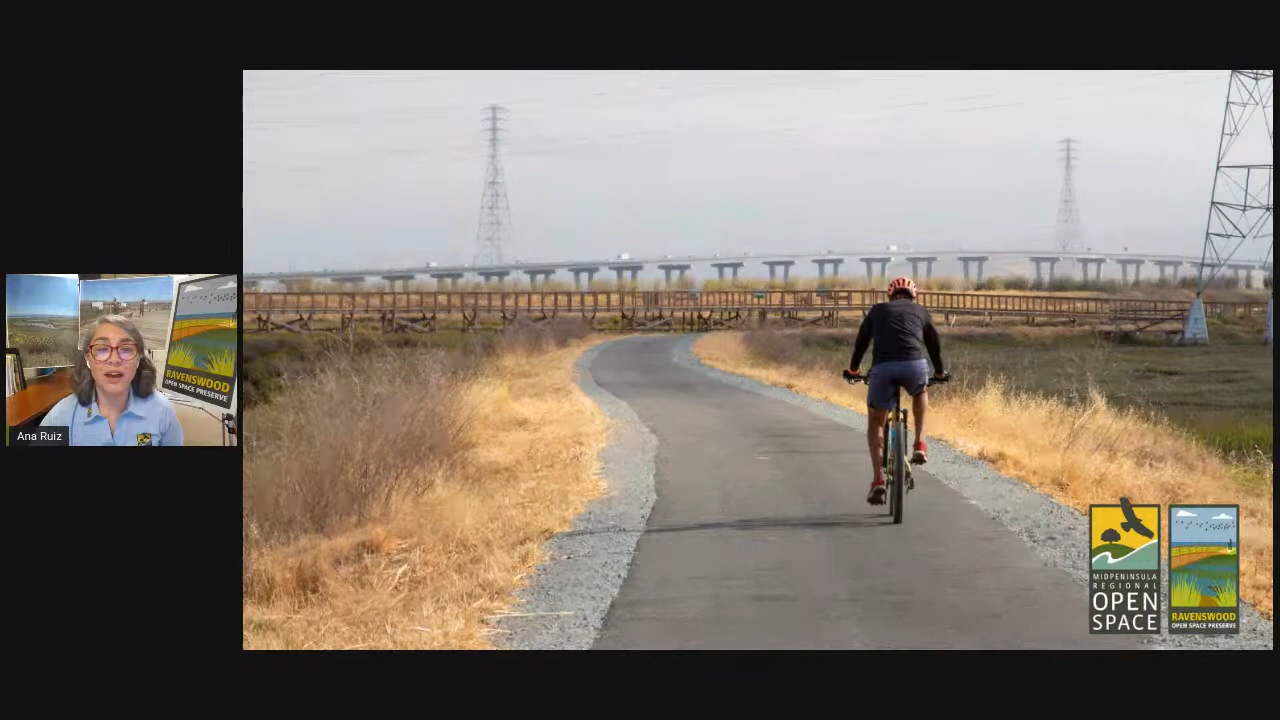 RAVENSWOOD
OPEN SPACE PRESERVE
Ana Ruiz
MIDPENINSULA
REGIONAL
OPEN
SPACE
RAVENSWOOD
OPEN SPACE PRESERVE